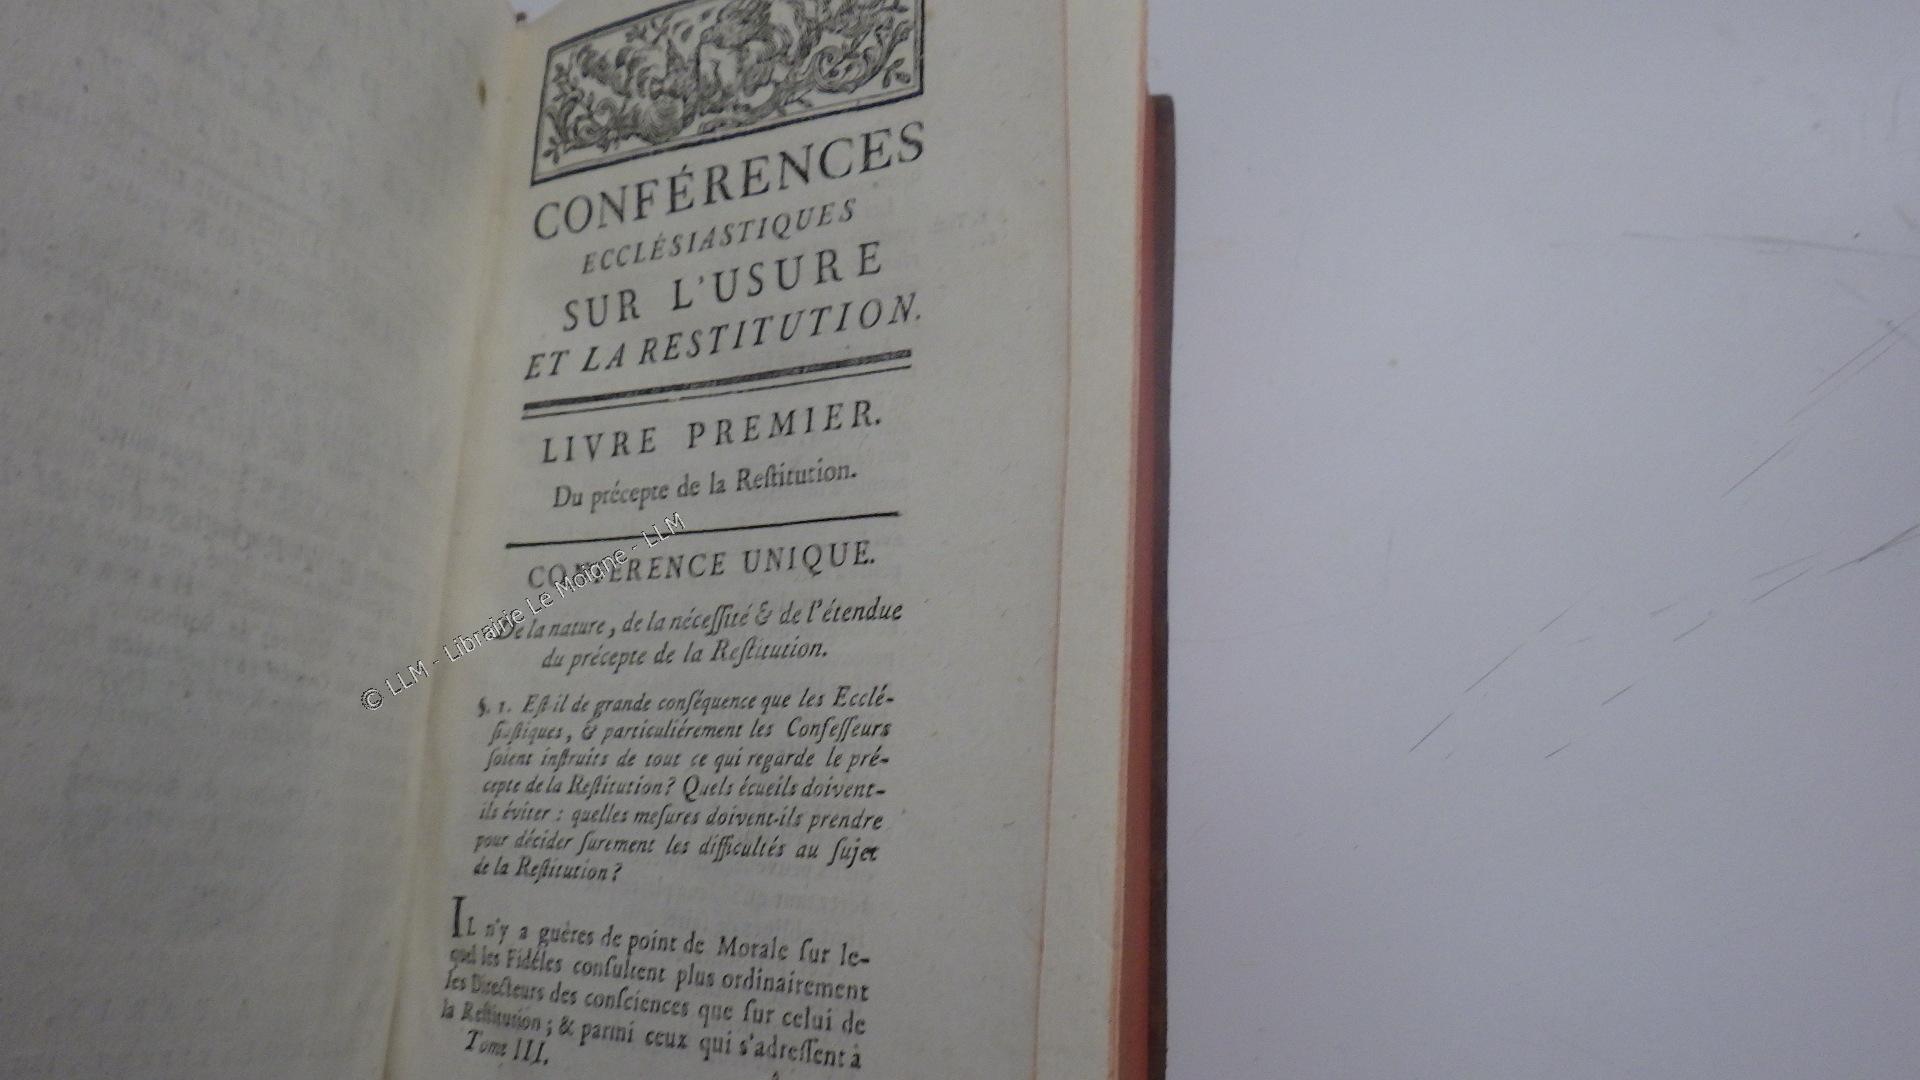 CONFÉRENCES
ECCLÉSIASTIQUES
SUR L'USURE
ET LA RESTITUTION.
LIVRE PREMIER.
Du précepte de la Reſtitution.
CONFÉRENCE UNIQUE.
De la nature, de la néceſſité & de l'étendue
du précepte de la Reſtitution.
§. 1. Eſt-il de grande conſéquence que les Ecclé-
ſiaſtiques, & particuliérement les Confeſſeurs
ſoient inſtruits de tout ce qui regarde le pré-
cepte de la Reſtitution? Quels écueils doivent-
ils éviter : quelles meſures doivent-ils prendre
pour décider ſurement les difficultés au ſujet
de la Reſtitution?
IL n'y a guères de point de Morale ſur le-
quel les Fidéles conſultent plus ordinairement
les Directeurs des conſciences que ſur celui de
la Reſtitution ; & parmi ceux qui s'adreſſent à
Tome III.
© LLM - Librairie Le Moigne - LLM